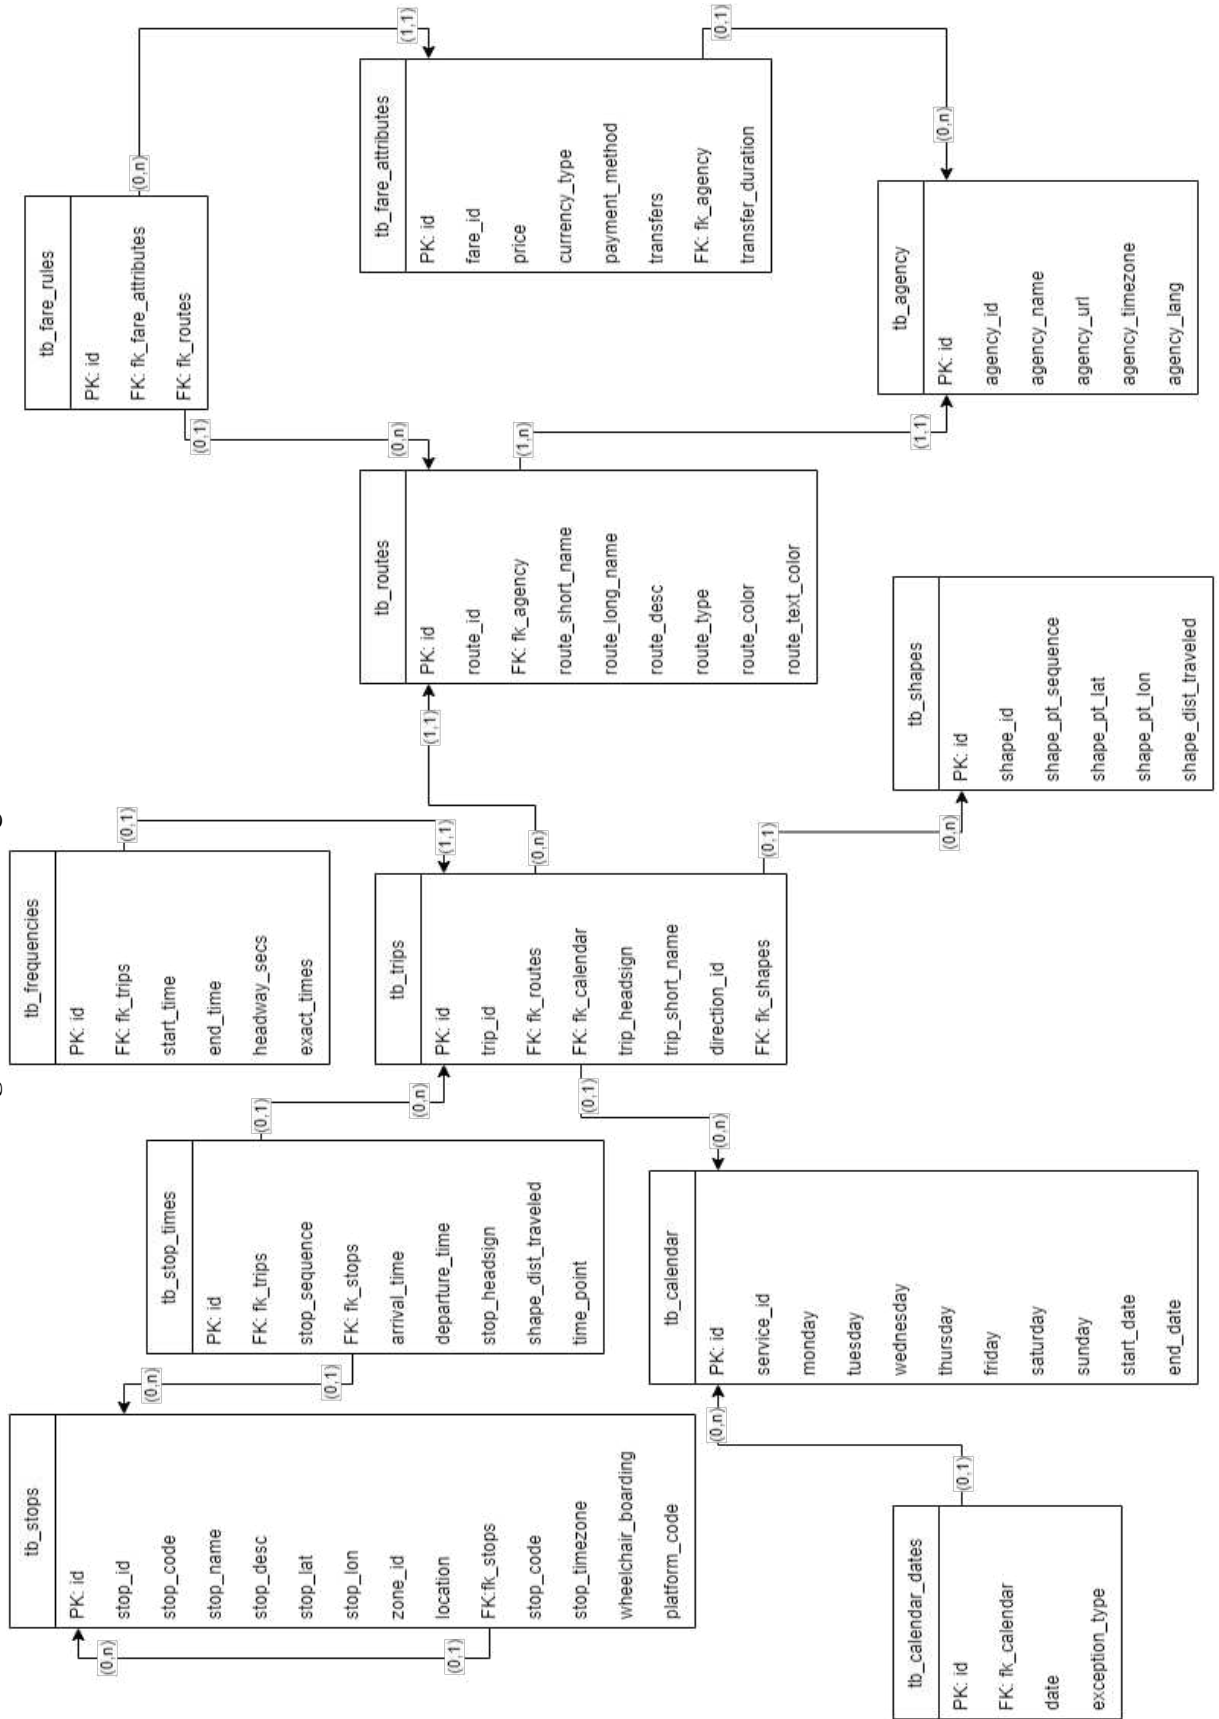 tb_stops
PK: id
stop_id
stop_code
stop_name
stop_desc
stop_lat
stop_lon
zone_id
location
FK:fk_stops
stop_code
stop_timezone
wheelchair_boarding
platform_code
(0,n)
(0,1)
(0,n)
(0,1)
tb_stop_times
PK: id
FK: fk_trips
stop_sequence
FK: fk_stops
arrival_time
departure_time
stop_headsign
shape_dist_traveled
time_point
(0,1)
(0,n)
tb_frequencies
PK: id
FK: fk_trips
start_time
end_time
headway_secs
exact_times
(0,1)
(1,1)
tb_trips
PK: id
trip_id
FK: fk_routes
FK: fk_calendar
trip_headsign
trip_short_name
direction_id
FK: fk_shapes
(0,n)
(1,1)
(0,1)
(0,n)
(0,1)
(0,n)
tb_calendar_dates
PK: id
FK: fk_calendar
date
exception_type
(0,1)
(0,n)
tb_calendar
PK: id
service_id
monday
tuesday
wednesday
thursday
friday
saturday
sunday
start_date
end_date
tb_shapes
PK: id
shape_id
shape_pt_sequence
shape_pt_lat
shape_pt_lon
shape_dist_traveled
tb_routes
PK: id
route_id
FK: fk_agency
route_short_name
route_long_name
route_desc
route_type
route_color
route_text_color
(0,1)
(0,n)
(1,n)
(1,1)
tb_fare_rules
PK: id
FK: fk_fare_attributes
FK: fk_routes
(0,n)
(1,1)
tb_fare_attributes
PK: id
fare_id
price
currency_type
payment_method
transfers
FK: fk_agency
transfer_duration
(0,1)
(0,n)
tb_agency
PK: id
agency_id
agency_name
agency_url
agency_timezone
agency_lang